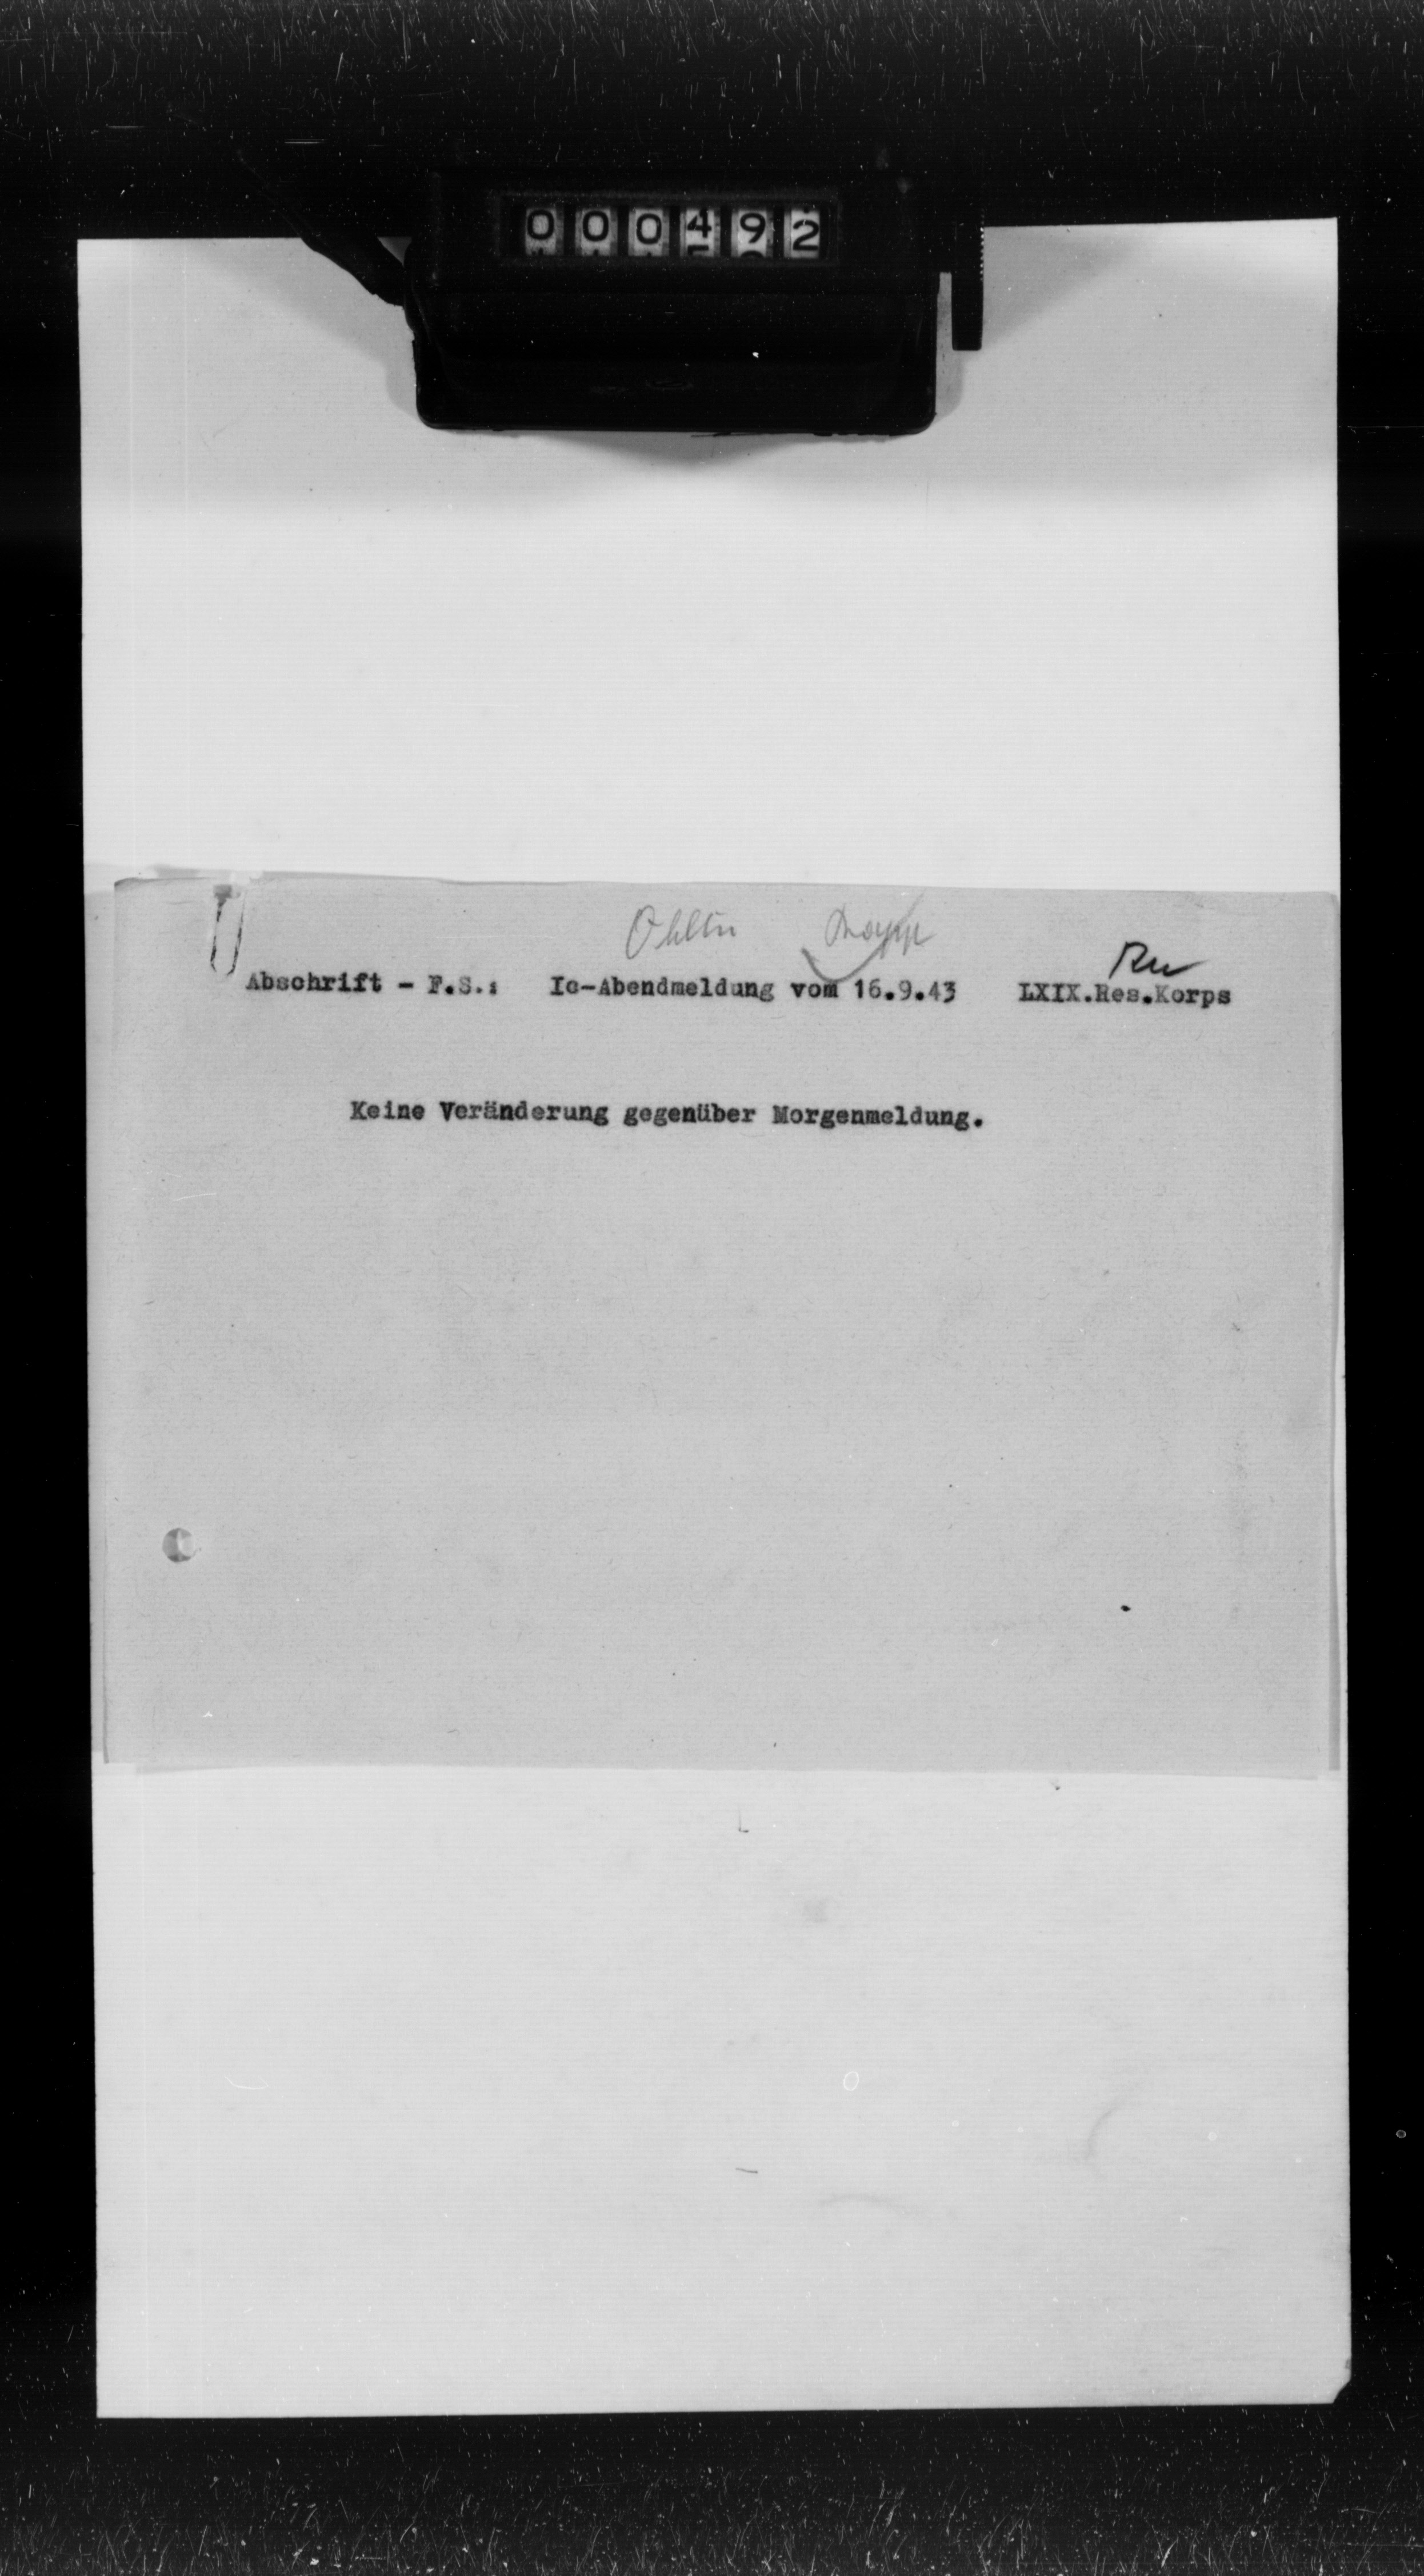 000492
Abschrift - F.S.: Ic-Abendmeldung vom 16.9.43 LXIX.Res.Korps
Keine Veränderung gegenüber Morgenmeldung.